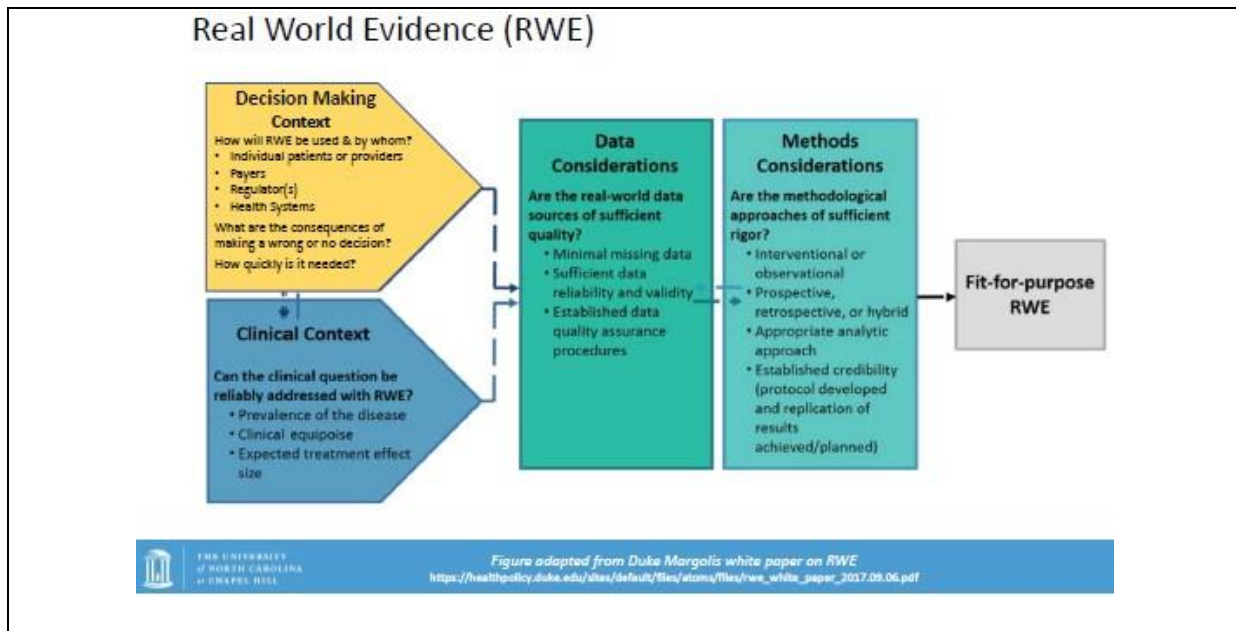 Real World Evidence (RWE)
Decision Making
Context
How will RWE be used & by whom?
• Individual patients or providers
• Payers
• Regulator(s)
• Health Systems
What are the consequences of
making a wrong or no decision?
How quickly is it needed?
Clinical Context
Can the clinical question be
reliably addressed with RWE?
• Prevalence of the disease
• Clinical equipoise
• Expected treatment effect
size
Data
Considerations
Are the real-world data
sources of sufficient
quality?
• Minimal missing data
• Sufficient data
reliability and validity
• Established data
quality assurance
procedures
Methods
Considerations
Are the methodological
approaches of sufficient
rigor?
• Interventional or
observational
• Prospective,
retrospective, or hybrid
• Appropriate analytic
approach
• Established credibility
(protocol developed
and replication of
results
achieved/planned)
Fit-for-purpose
RWE
THE UNIVERSITY
of NORTH CAROLINA
at CHAPEL HILL
Figure adapted from Duke Margolis white paper on RWE
https://healthpolicy.duke.edu/sites/default/files/atoms/files/rwe_white_paper_2017.09.06.pdf